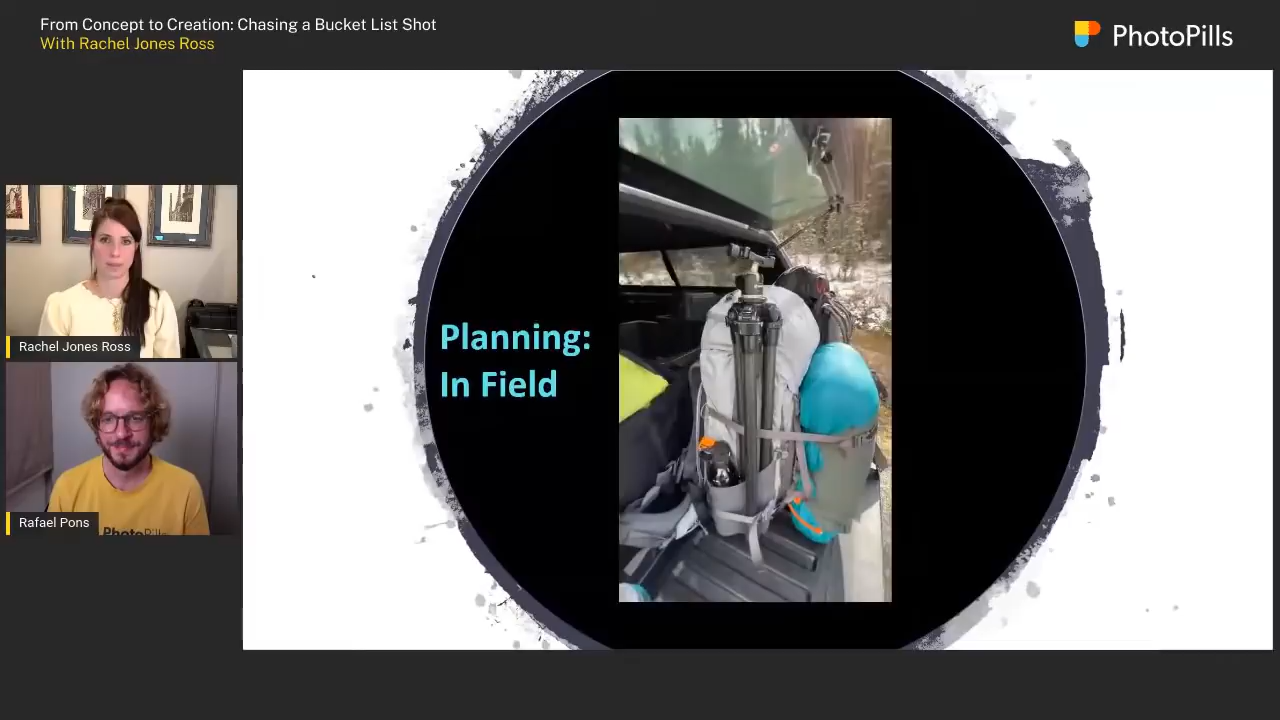 From Concept to Creation: Chasing a Bucket List Shot
With Rachel Jones Ross
PhotoPills
Rachel Jones Ross
Planning:
In Field
Rafael Pons
PhotoPills